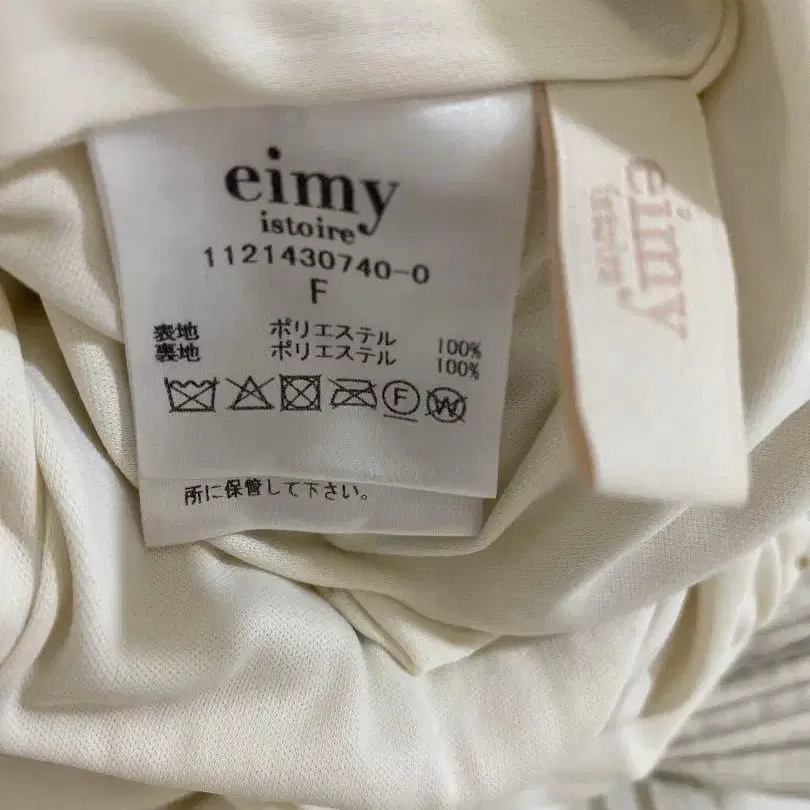 eimy
istoire
1121430740-0
F
表地 ポリエステル 100%
裏地 ポリエステル 100%
F
W
所に保管して下さい。
eimy
istoire